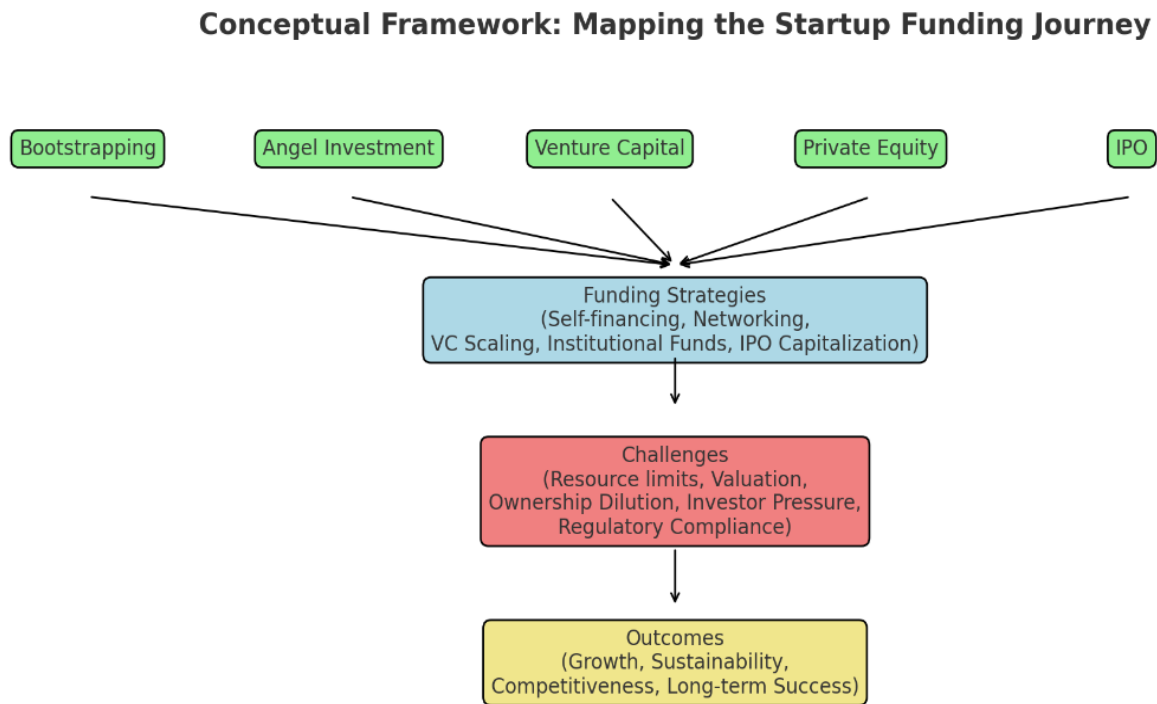 Conceptual Framework: Mapping the Startup Funding Journey
Bootstrapping
Angel Investment
Venture Capital
Private Equity
IPO
Funding Strategies
(Self-financing, Networking,
VC Scaling, Institutional Funds, IPO Capitalization)
Challenges
(Resource limits, Valuation,
Ownership Dilution, Investor Pressure,
Regulatory Compliance)
Outcomes
(Growth, Sustainability,
Competitiveness, Long-term Success)